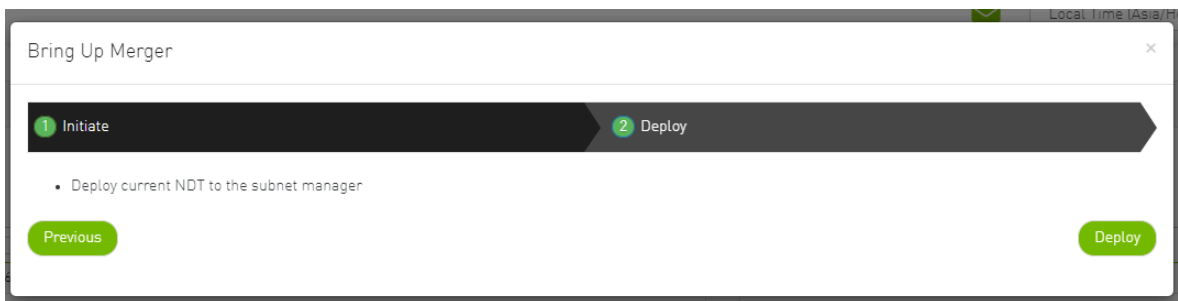 Local Time (Asia/H
Bring Up Merger
×
1 Initiate
2 Deploy
• Deploy current NDT to the subnet manager
Previous
Deploy